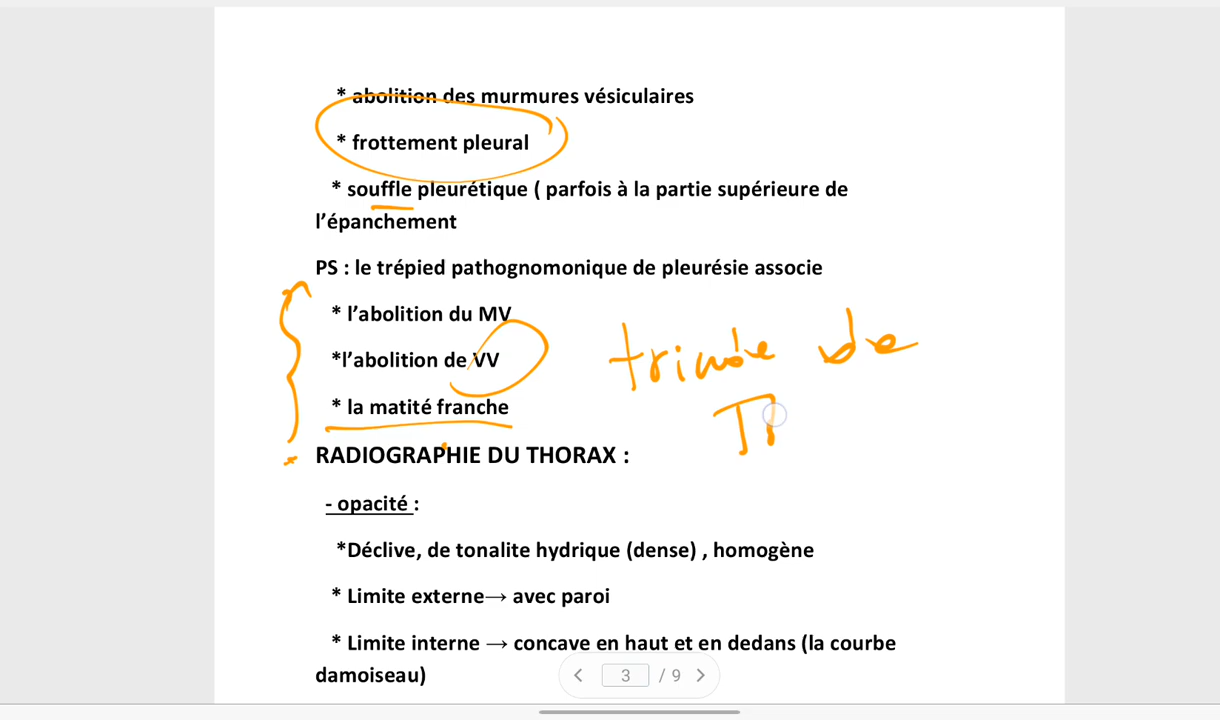 * abolition des murmures vésiculaires
* frottement pleural
* souffle pleurétique ( parfois à la partie supérieure de
l’épanchement
PS : le trépied pathognomonique de pleurésie associe
* l’abolition du MV
*l’abolition de VV
* la matité franche
de
RADIOGRAPHIE DU THORAX :
- opacité :
*Déclive, de tonalite hydrique (dense) , homogène
* Limite externe→ avec paroi
* Limite interne → concave en haut et en dedans (la courbe
damoiseau)
3 / 9